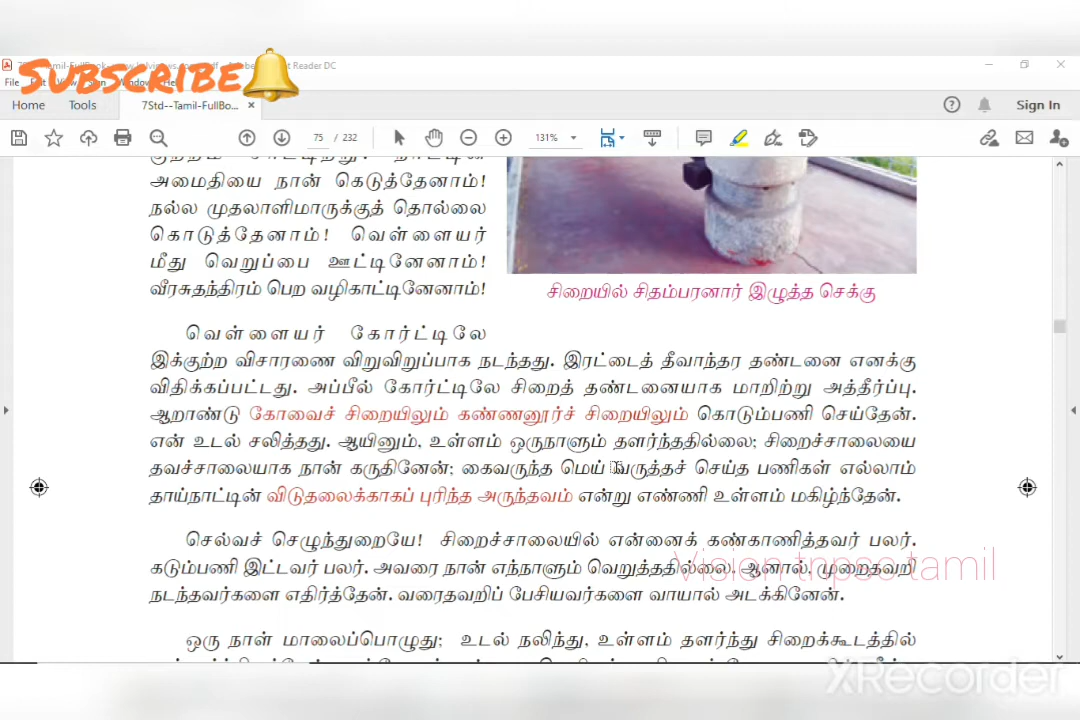 SUBSCRIBE
File
Home
Tools
7Std--Tamil-FullBo...
Sign In
75 / 232
131%
அமைதியை நான் கெடுத்தேனாம்!
நல்ல முதலாளிமாருக்குத் தொல்லை
கொடுத்தேனாம்! வெள்ளையர்
மீது வெறுப்பை ஊட்டினேனாம்!
வீரசுதந்திரம் பெற வழிகாட்டினேனாம்!
சிறையில் சிதம்பரனார் இழுத்த செக்கு
வெள்ளையர் கோர்ட்டிலே
இக்குற்ற விசாரணை விறுவிறுப்பாக நடந்தது. இரட்டைத் தீவாந்தர தண்டனை எனக்கு
விதிக்கப்பட்டது. அப்பீல் கோர்ட்டிலே சிறைத் தண்டனையாக மாறிற்று அத்தீர்ப்பு.
ஆறாண்டு கோவைச் சிறையிலும் கண்ணனூர்ச் சிறையிலும் கொடும்பணி செய்தேன்.
என் உடல் சலித்தது. ஆயினும், உள்ளம் ஒருநாளும் தளர்ந்ததில்லை; சிறைச்சாலையை
தவச்சாலையாக நான் கருதினேன்; கைவருந்த மெய் வருத்தச் செய்த பணிகள் எல்லாம்
தாய்நாட்டின் விடுதலைக்காகப் புரிந்த அருந்தவம் என்று எண்ணி உள்ளம் மகிழ்ந்தேன்.
செல்வச் செழுந்துறையே! சிறைச்சாலையில் என்னைக் கண்காணித்தவர் பலர்.
கடும்பணி இட்டவர் பலர். அவரை நான் எந்நாளும் வெறுத்ததில்லை. ஆனால், முறைதவறி
Vision tnpsc tamil
நடந்தவர்களை எதிர்த்தேன். வரைதவறிப் பேசியவர்களை வாயால் அடக்கினேன்.
ஒரு நாள் மாலைப்பொழுது; உடல் நலிந்து, உள்ளம் தளர்ந்து சிறைக்கூடத்தில்
XRecorder